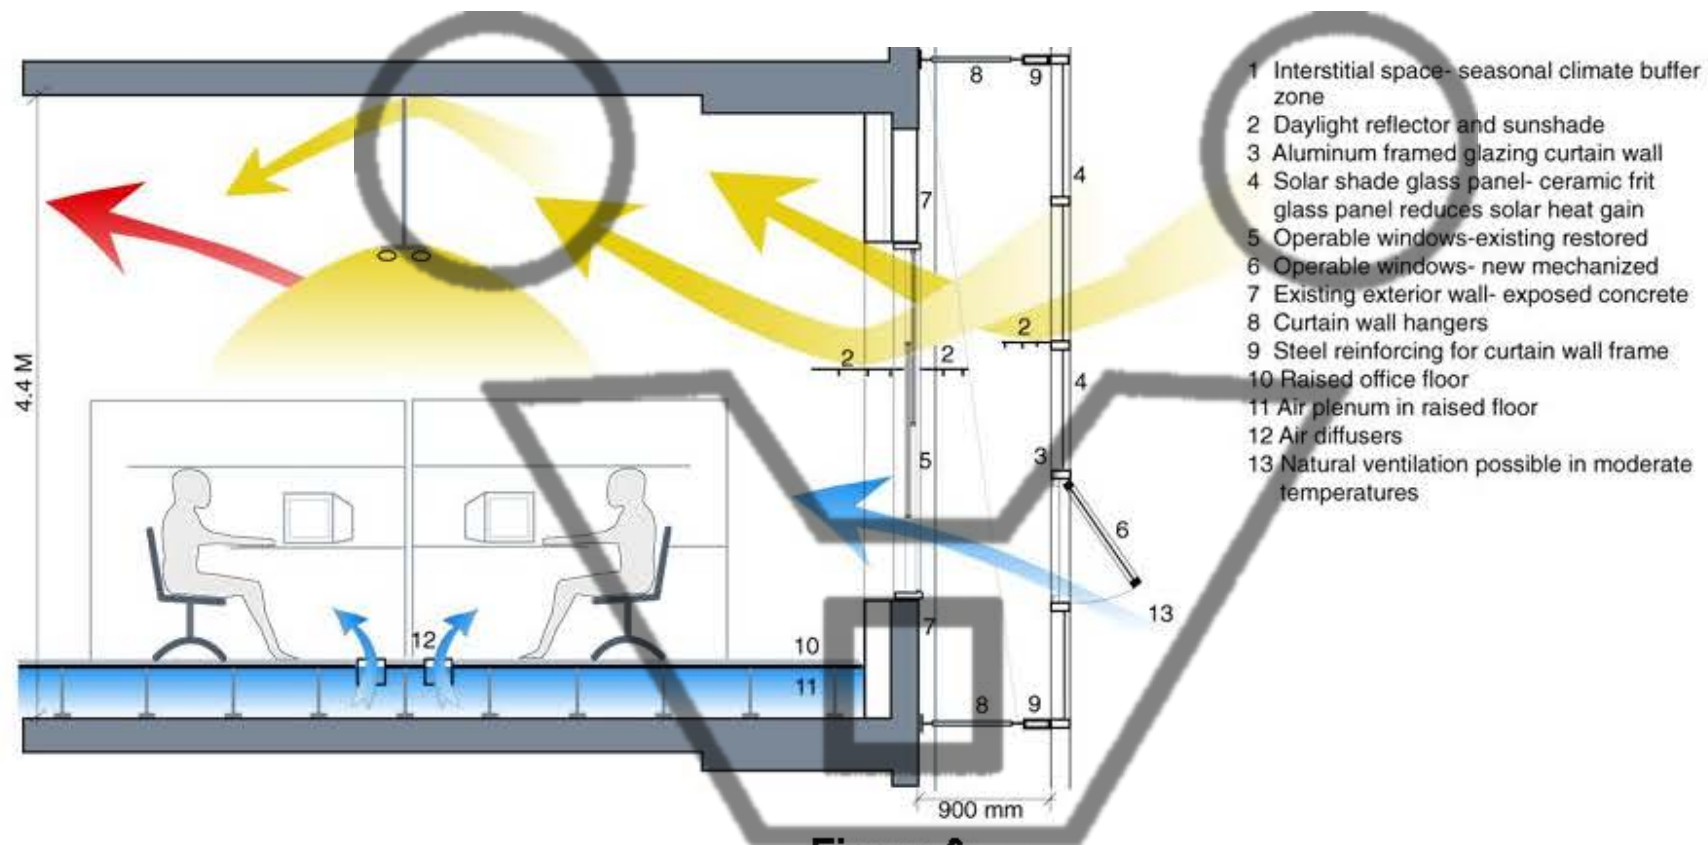 8
9
1 Interstitial space- seasonal climate buffer
zone
2 Daylight reflector and sunshade
3 Aluminum framed glazing curtain wall
4 Solar shade glass panel- ceramic frit
glass panel reduces solar heat gain
5 Operable windows-existing restored
6 Operable windows- new mechanized
7 Existing exterior wall- exposed concrete
8 Curtain wall hangers
9 Steel reinforcing for curtain wall frame
10 Raised office floor
11 Air plenum in raised floor
12 Air diffusers
13 Natural ventilation possible in moderate
temperatures
4
7
2
2
2
4.4 M
4
5
3
6
13
12
10
7
11
8
9
900 mm